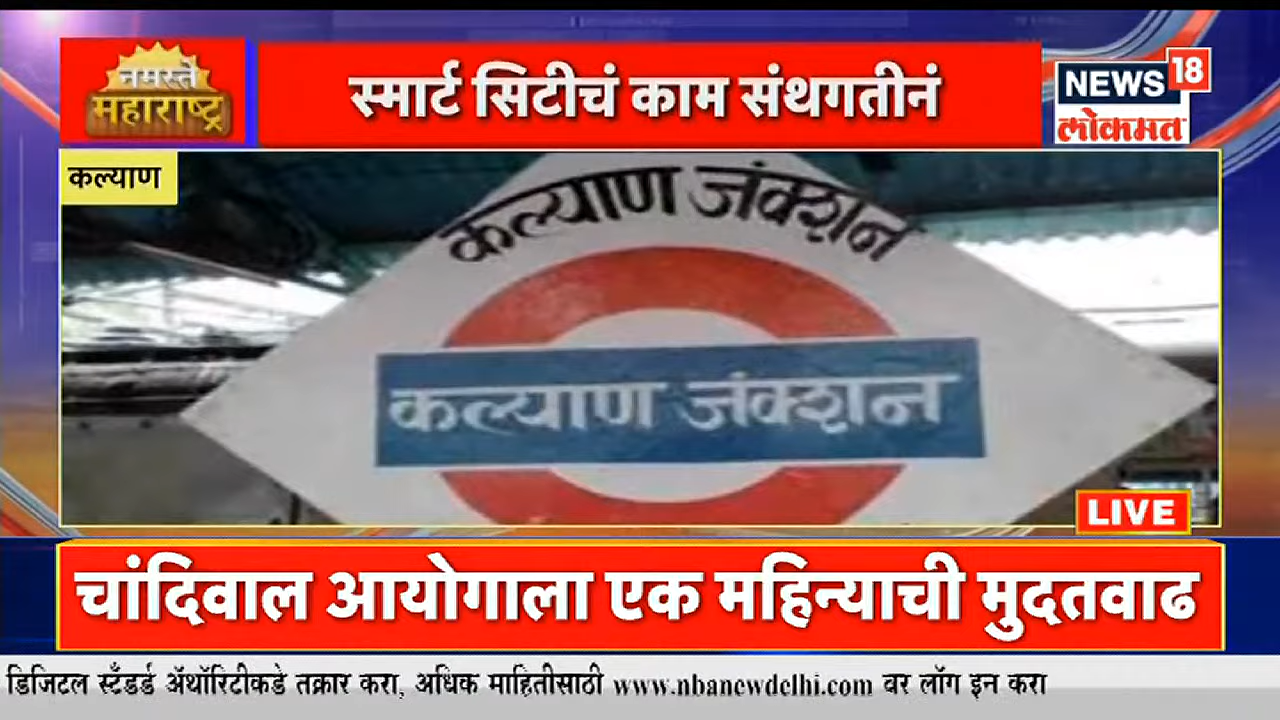 नमस्ते
महाराष्ट्र
स्मार्ट सिटीचं काम संथगतीनं
NEWS 18
लोकमत
कल्याण
कल्याण जंक्शन
कल्याण जंक्शन
LIVE
चांदिवाल आयोगाला एक महिन्याची मुदतवाढ
डिजिटल स्टँडर्ड ॲथॉरिटीकडे तक्रार करा, अधिक माहितीसाठी www.nbanewdelhi.com वर लॉग इन करा